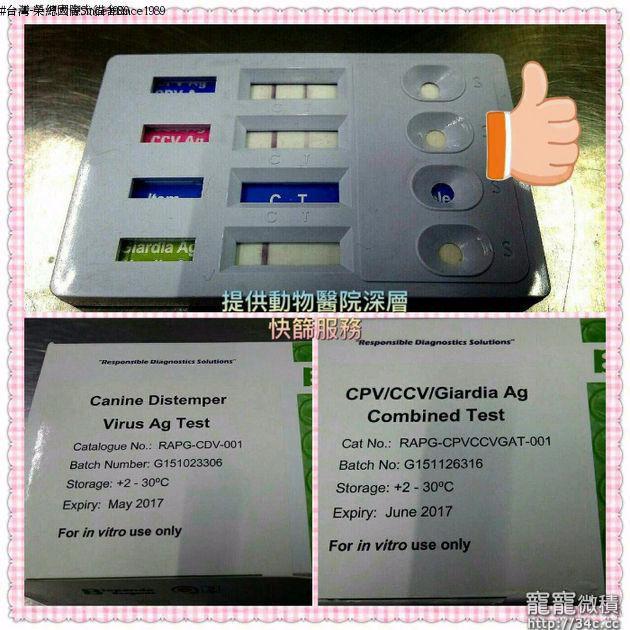 CPV A
C T
S
CCV Ag
C T
Item
C T
S
Giardia Ag
S
提供動物醫院深層
快篩服務
"Responsible Diagnostics Solutions"
Canine Distemper
Virus Ag Test
Catalogue No.: RAPG-CDV-001
Batch Number: G151023306
Storage: +2 - 30ºC
Expiry: May 2017
For in vitro use only
"Responsible Diagnostics Solutions"
CPV/CCV/Giardia Ag
Combined Test
Cat No.: RAPG-CPVCCVGAT-001
Batch No: G151126316
Storage: +2 - 30ºC
Expiry: June 2017
For in vitro use only
寵寵微積
http://34c.cc